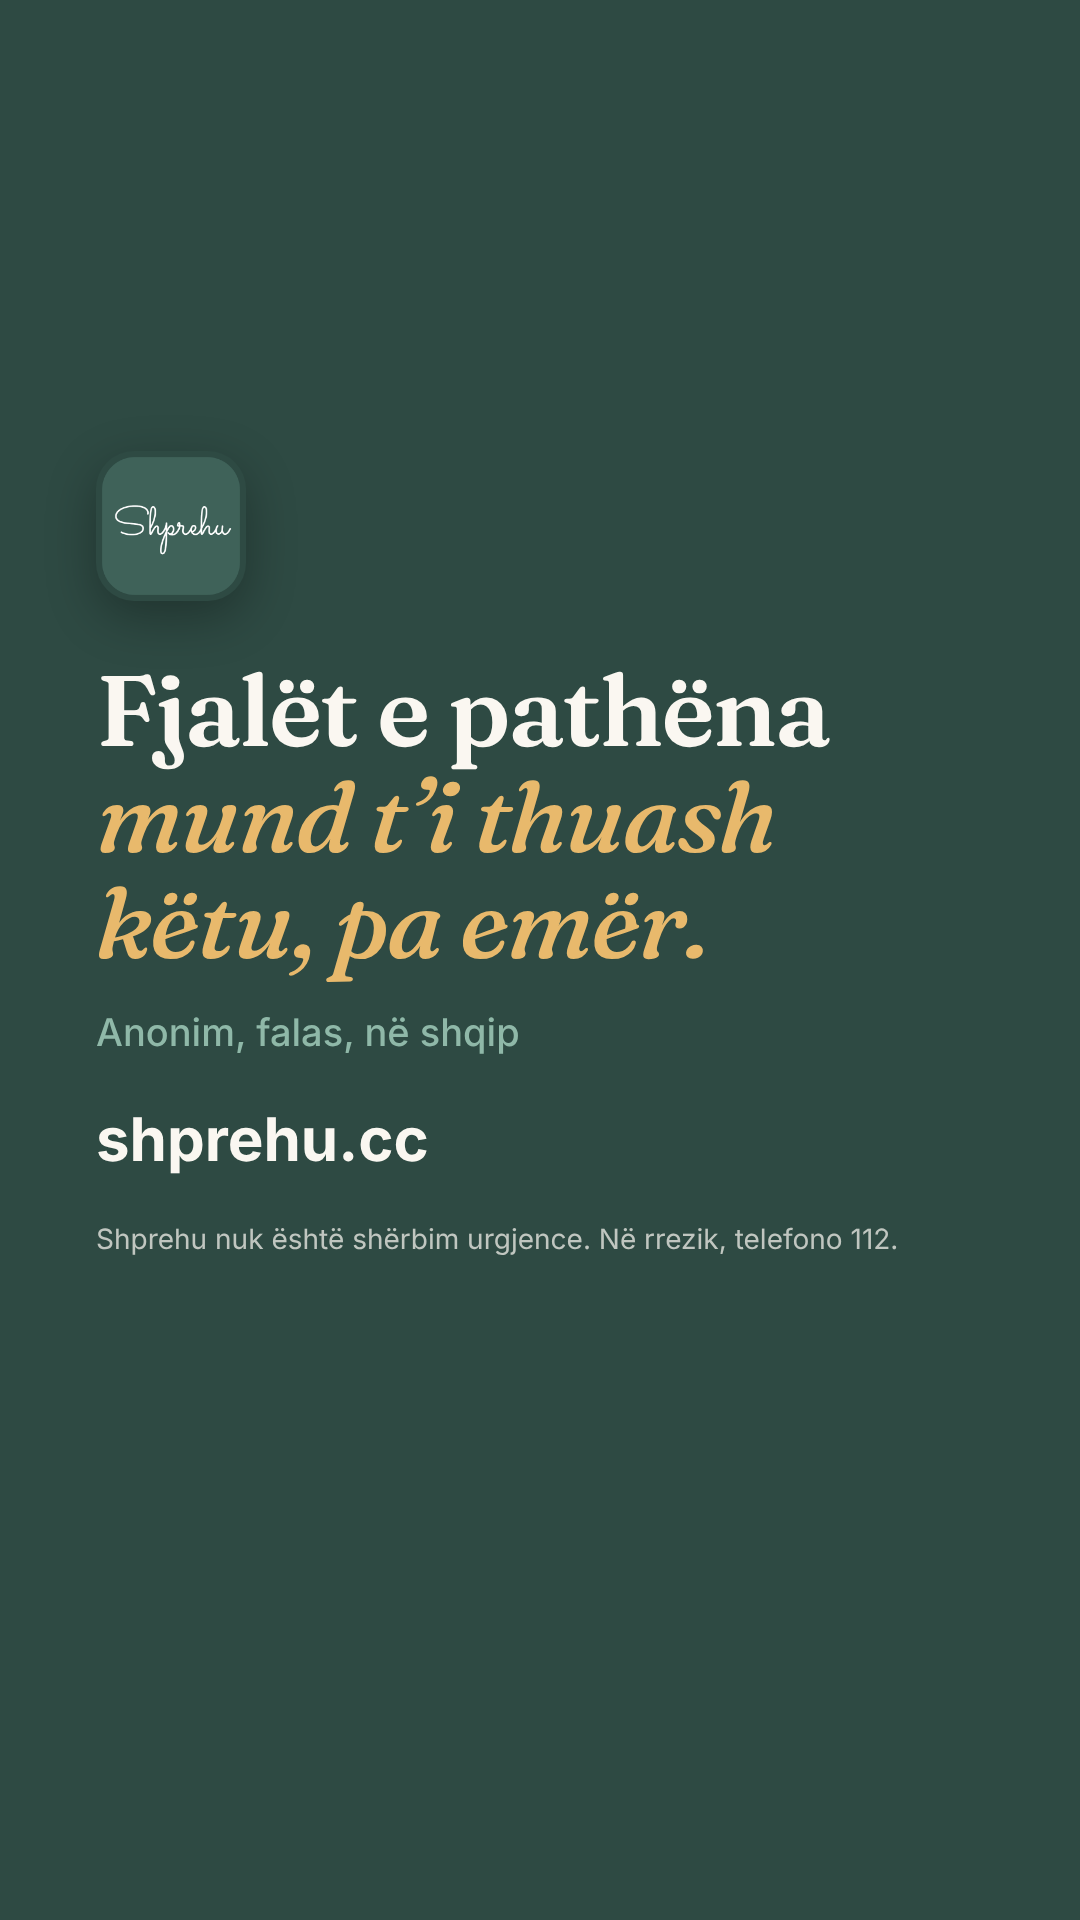 Shprehu
Fjalët e pathëna
mund t’i thuash
këtu, pa emër.
Anonim, falas, në shqip
shprehu.cc
Shprehu nuk është shërbim urgjence. Në rrezik, telefono 112.